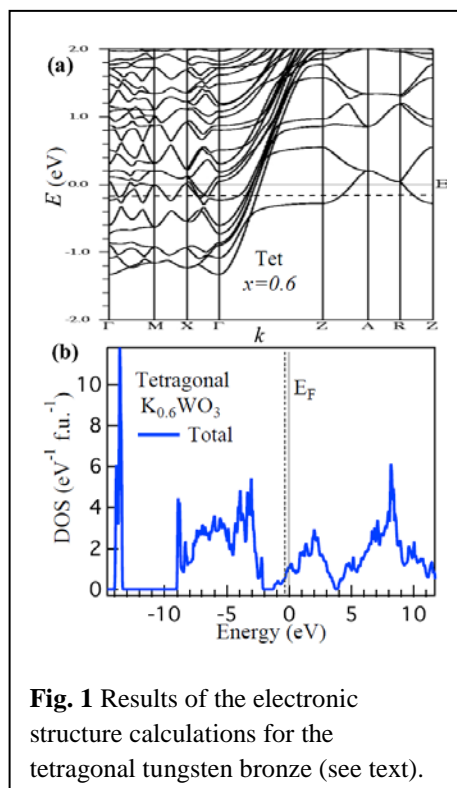 (a)
2.0
1.0
E (eV)
0.0
-1.0
2.0
E
Tet
x=0.6
Γ M X Γ Z A R Z
k
(b)
10
8
6
4
2
0
DOS (eV⁻¹ f.u.⁻¹)
Tetragonal
K₀.₆WO₃
Total
E_F
-10 -5 0 5 10
Energy (eV)
Fig. 1 Results of the electronic
structure calculations for the
tetragonal tungsten bronze (see text).